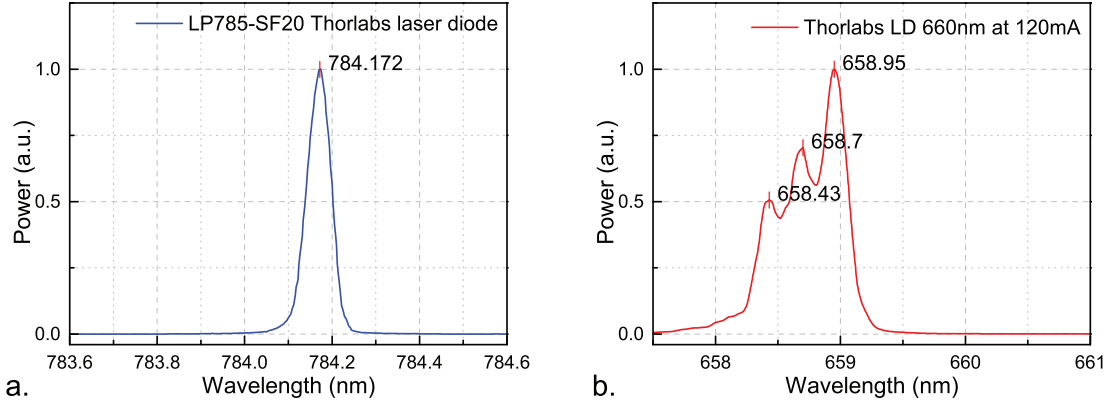 LP785-SF20 Thorlabs laser diode
784.172
1.0
0.5
0.0
Power (a.u.)
783.6 783.8 784.0 784.2 784.4 784.6
Wavelength (nm)
a.
Thorlabs LD 660nm at 120mA
658.95
658.7
658.43
1.0
0.5
0.0
Power (a.u.)
658 659 660 661
Wavelength (nm)
b.